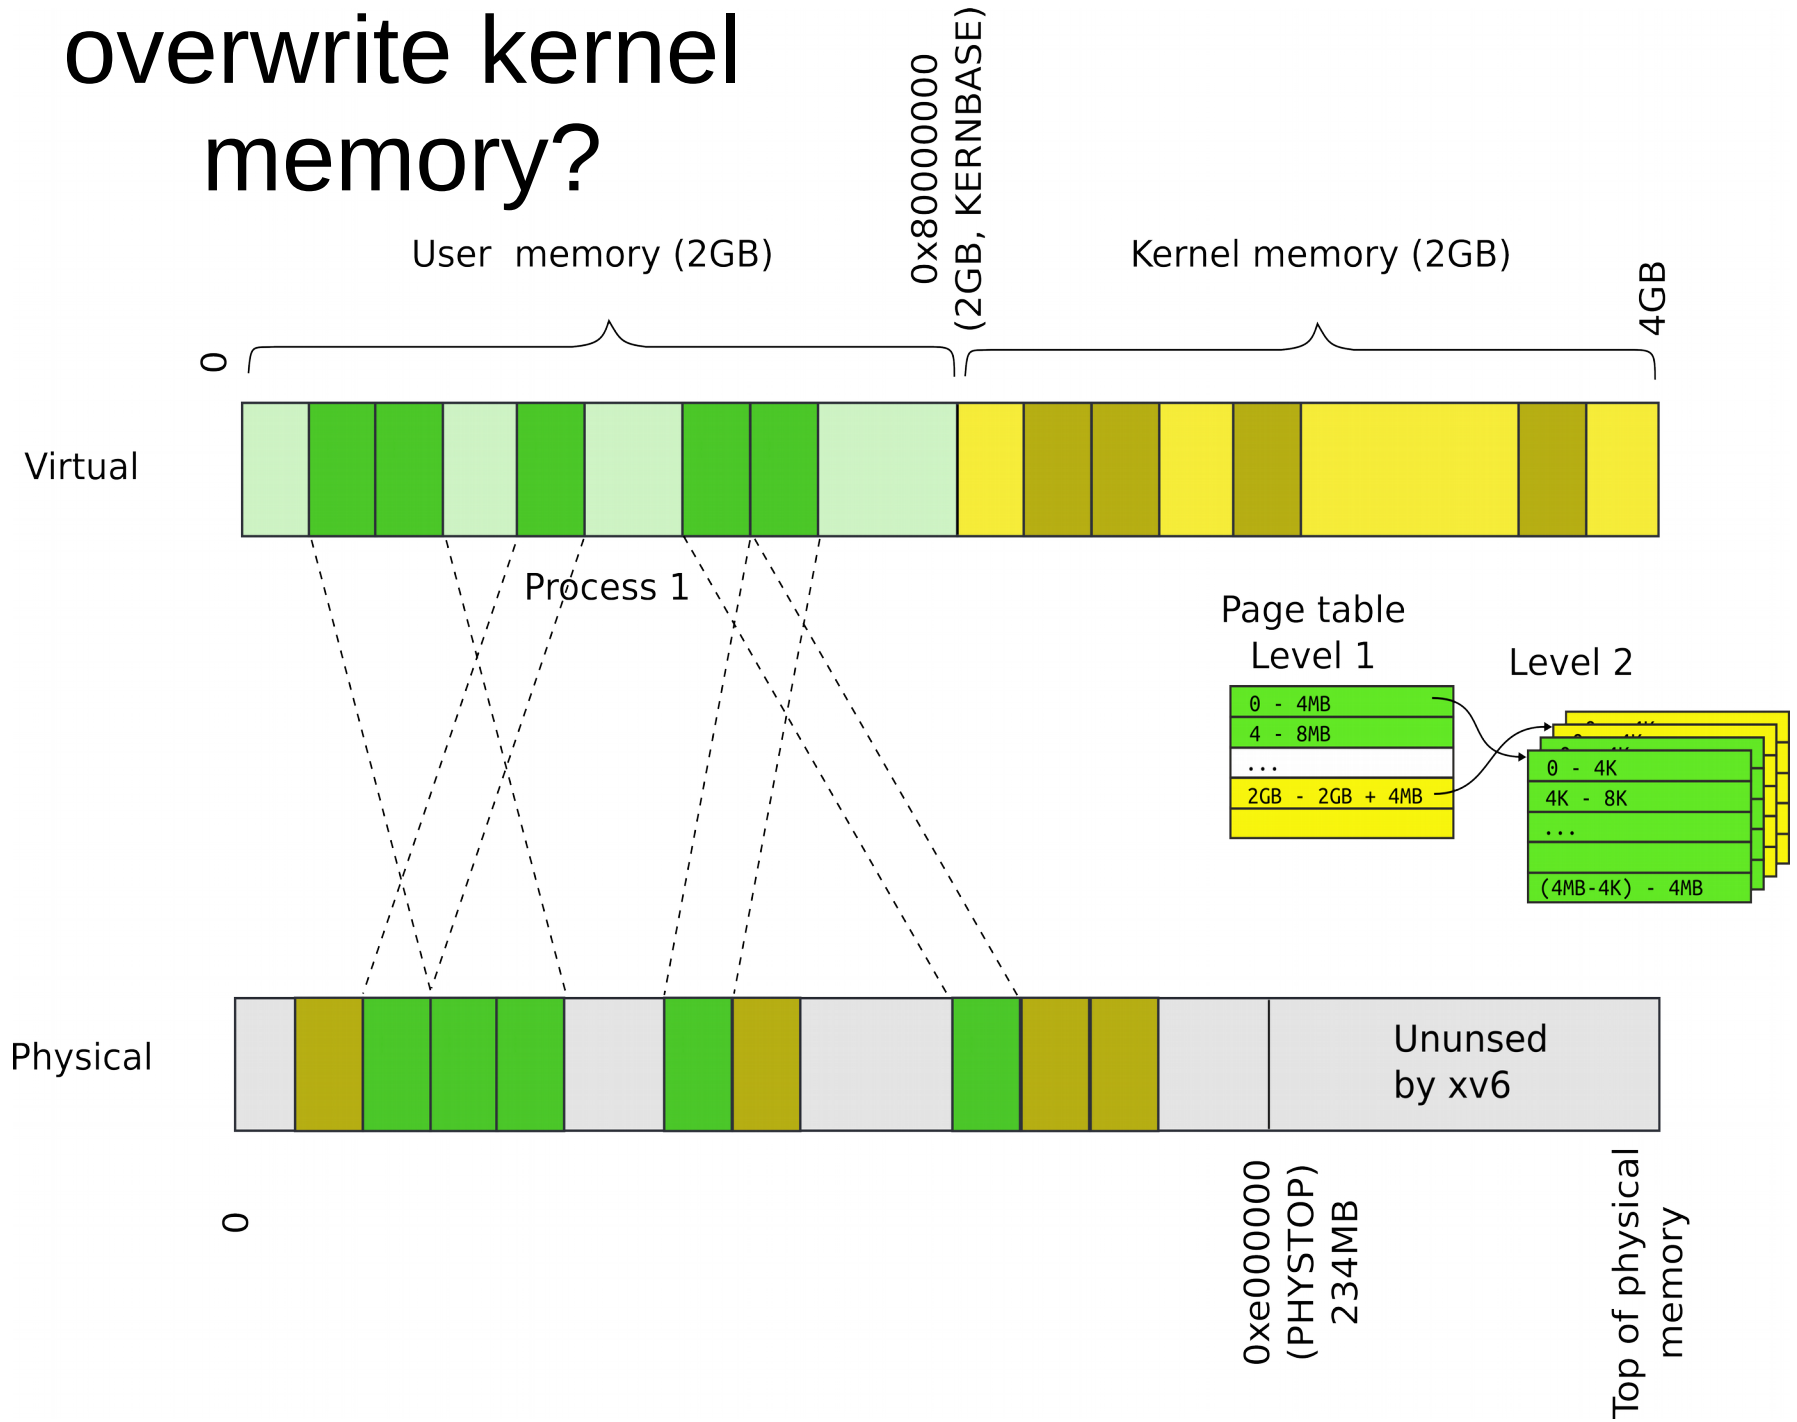 overwrite kernel
memory?
0x80000000
(2GB, KERNBASE)
User  memory (2GB)
Kernel memory (2GB)
4GB
0
Virtual
Process 1
Page table
Level 1
Level 2
0 - 4MB
4 - 8MB
...
2GB - 2GB + 4MB
0 - 4K
4K - 8K
...
(4MB-4K) - 4MB
Physical
Ununsed
by xv6
0
0xe000000
(PHYSTOP)
234MB
Top of physical
memory